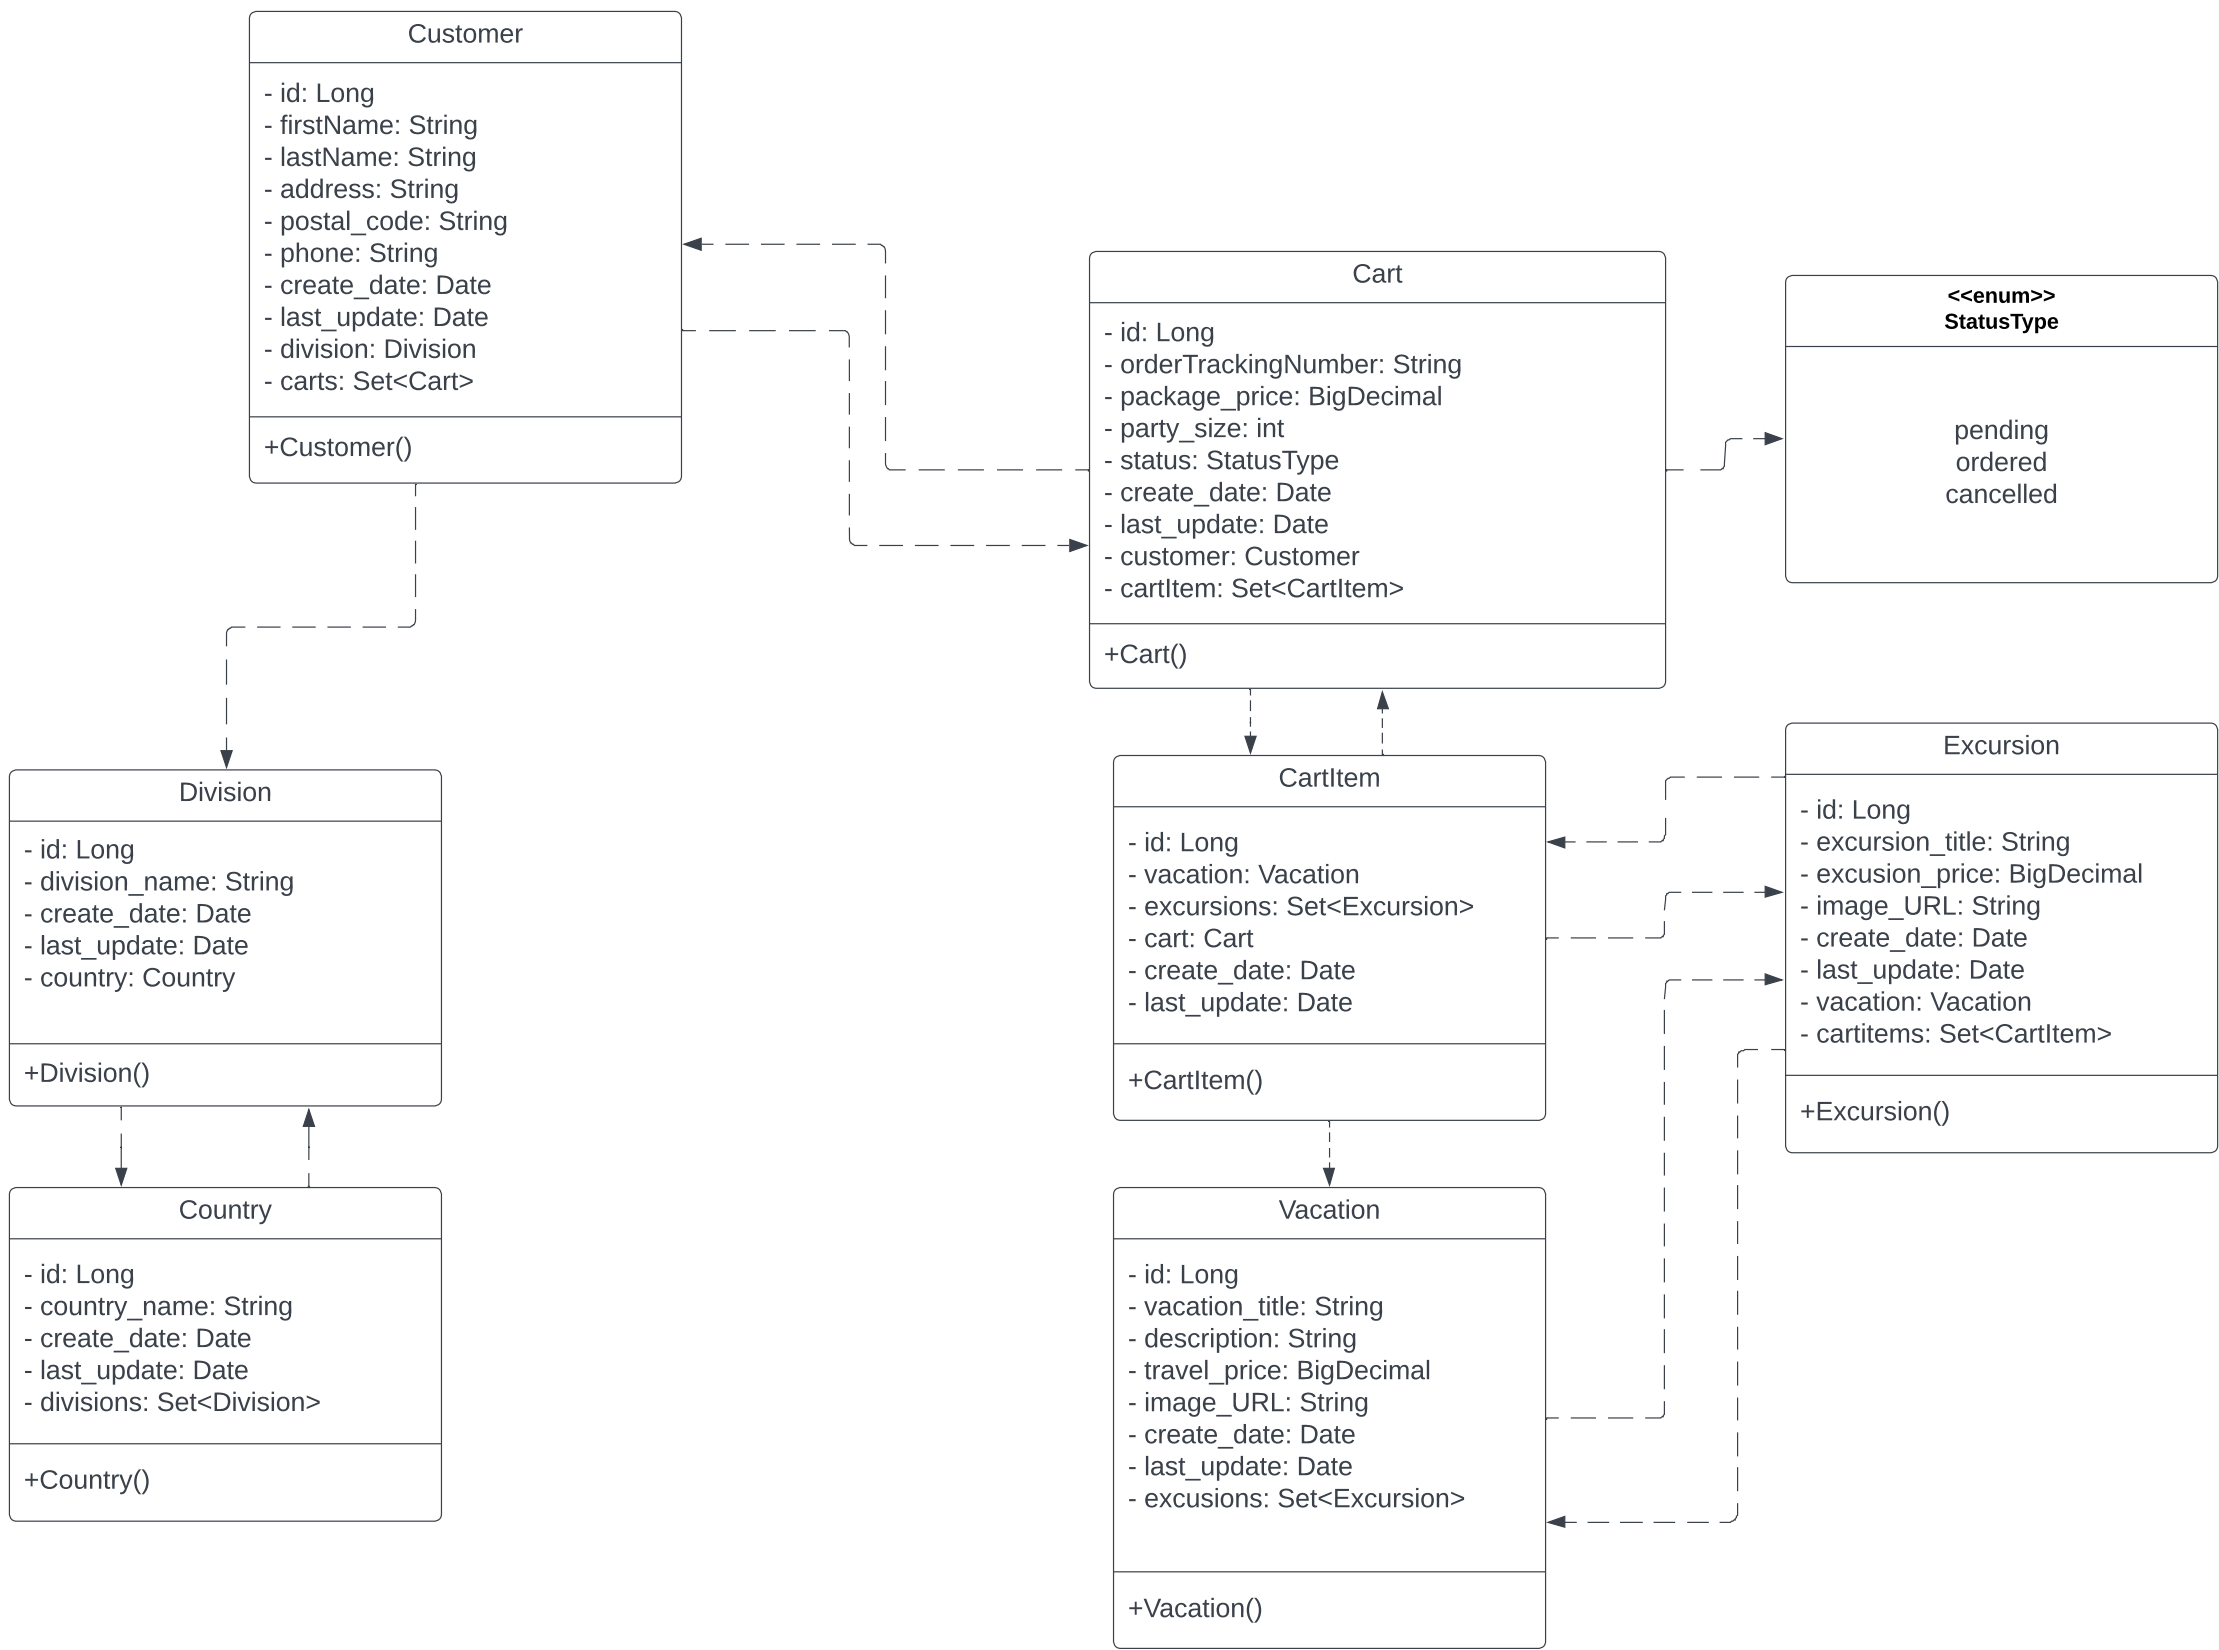 Customer
- id: Long
- firstName: String
- lastName: String
- address: String
- postal_code: String
- phone: String
- create_date: Date
- last_update: Date
- division: Division
- carts: Set<Cart>
+Customer()
Cart
- id: Long
- orderTrackingNumber: String
- package_price: BigDecimal
- party_size: int
- status: StatusType
- create_date: Date
- last_update: Date
- customer: Customer
- cartItem: Set<CartItem>
+Cart()
<<enum>>
StatusType
pending
ordered
cancelled
Division
- id: Long
- division_name: String
- create_date: Date
- last_update: Date
- country: Country
+Division()
CartItem
- id: Long
- vacation: Vacation
- excursions: Set<Excursion>
- cart: Cart
- create_date: Date
- last_update: Date
+CartItem()
Excursion
- id: Long
- excursion_title: String
- excusion_price: BigDecimal
- image_URL: String
- create_date: Date
- last_update: Date
- vacation: Vacation
- cartitems: Set<CartItem>
+Excursion()
Country
- id: Long
- country_name: String
- create_date: Date
- last_update: Date
- divisions: Set<Division>
+Country()
Vacation
- id: Long
- vacation_title: String
- description: String
- travel_price: BigDecimal
- image_URL: String
- create_date: Date
- last_update: Date
- excusions: Set<Excursion>
+Vacation()